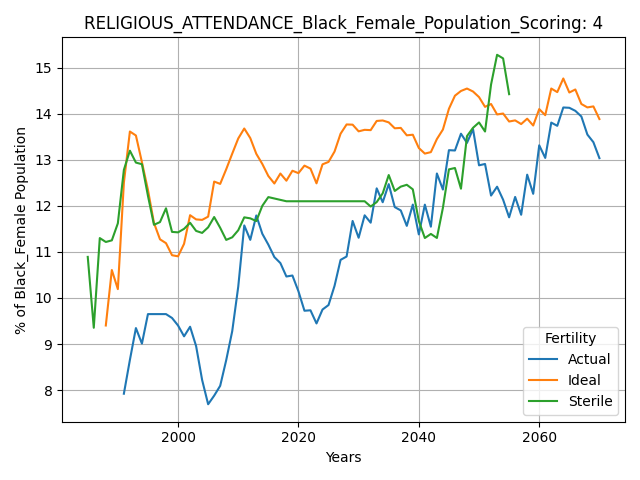 RELIGIOUS_ATTENDANCE_Black_Female_Population_Scoring: 4
% of Black_Female Population
15
14
13
12
11
10
9
8
2000 2020 2040 2060
Years
Fertility
Actual
Ideal
Sterile